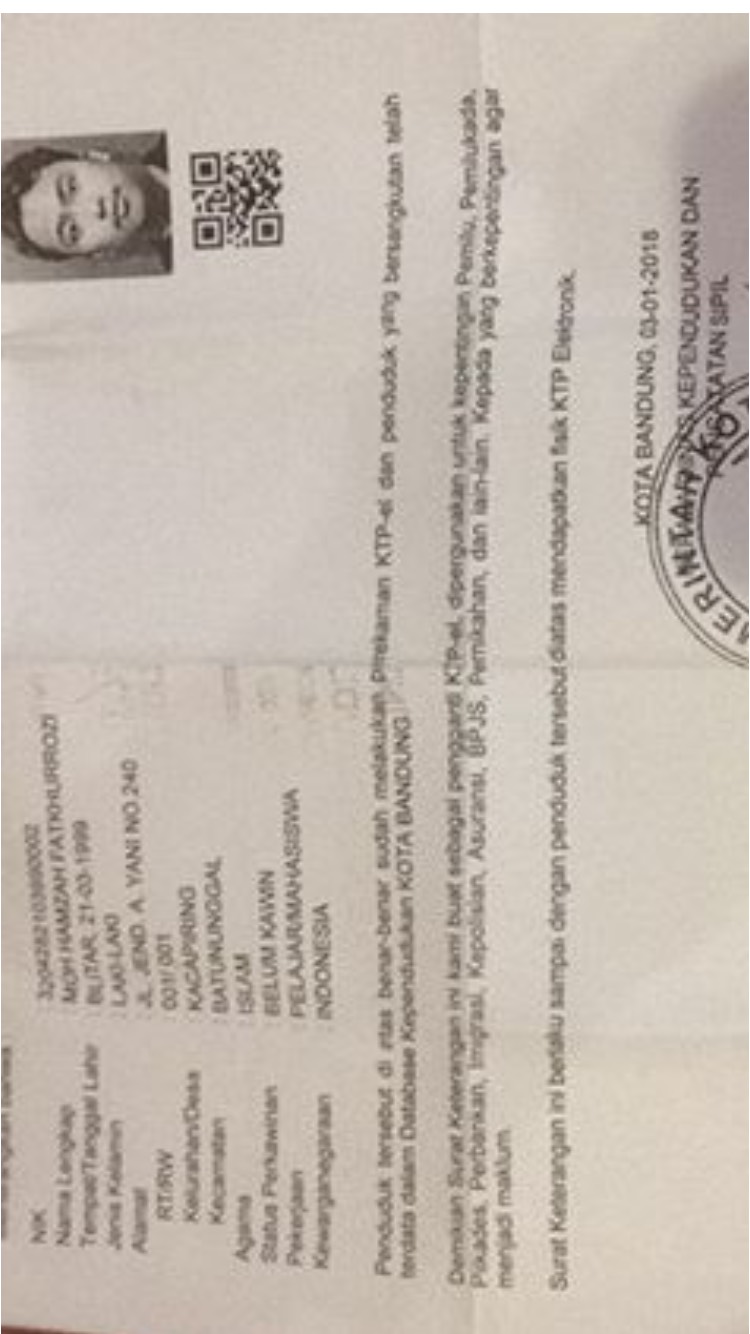 NIK : 3204282103990002
Nama Lengkap : MOH HAMZAH FATKHURROZI
Tempat/Tanggal Lahir : BLITAR, 21-03-1999
Jenis Kelamin : LAKI-LAKI
Alamat : JL. JEND. A. YANI NO.240
RT/RW : 001/ 001
Kelurahan/Desa : KACAPIRING
Kecamatan : BATUNUNGGAL
Agama : ISLAM
Status Perkawinan : BELUM KAWIN
Pekerjaan : PELAJAR/MAHASISWA
Kewarganegaraan : INDONESIA
Penduduk tersebut di atas benar-benar sudah melakukan Perekaman KTP-el dan penduduk yang bersangkutan telah
terdata dalam Database Kependudukan KOTA BANDUNG
Demikian Surat Keterangan ini kami buat sebagai pengganti KTP-el, dipergunakan untuk kepentingan Pemilu, Pemilukada,
Pilkades, Perbankan, Imigrasi, Kepolisian, Asuransi, BPJS, Pernikahan, dan lain-lain. Kepada yang berkepentingan agar
menjadi maklum.
Surat Keterangan ini berlaku sampai dengan penduduk tersebut diatas mendapatkan fisik KTP Elektronik.
KOTA BANDUNG, 03-01-2018
KEPENDUDUKAN DAN
SIPIL